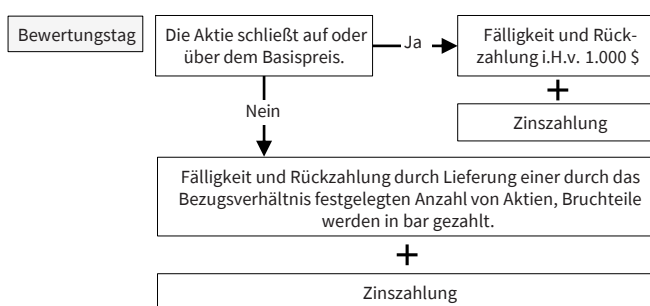 Bewertungstag
Die Aktie schließt auf oder
über dem Basispreis.
Ja
Fälligkeit und Rück-
zahlung i.H.v. 1.000 $
+
Zinszahlung
Nein
Fälligkeit und Rückzahlung durch Lieferung einer durch das
Bezugsverhältnis festgelegten Anzahl von Aktien, Bruchteile
werden in bar gezahlt.
+
Zinszahlung